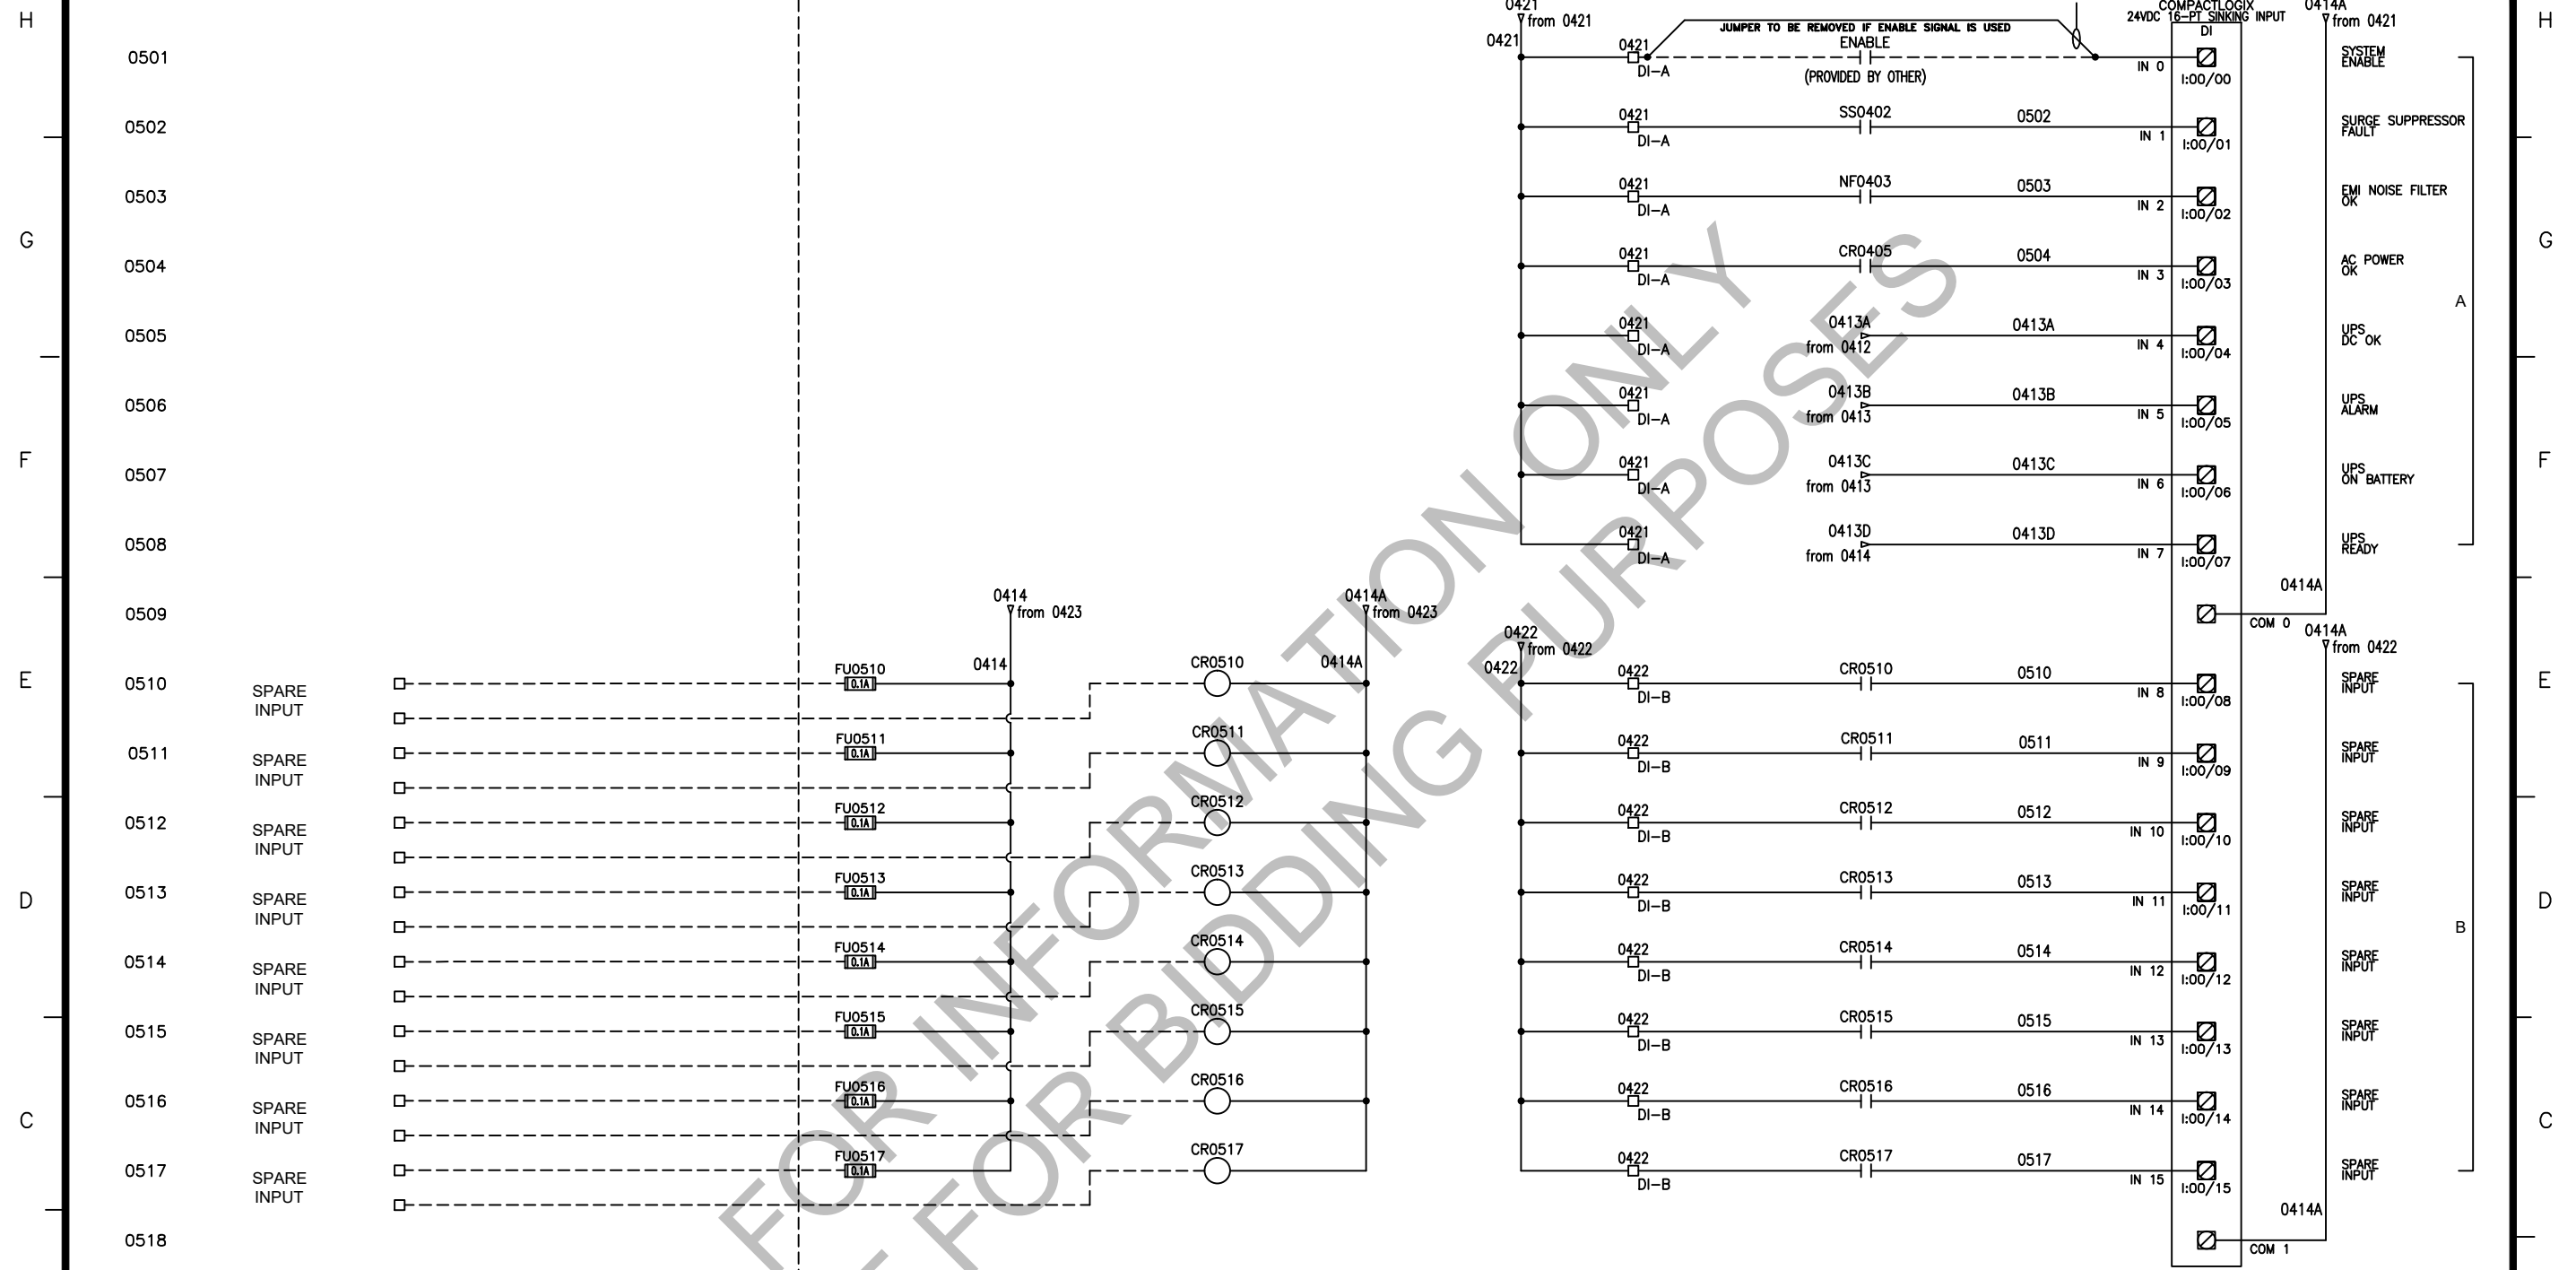 H
0421
from 0421
0421
JUMPER TO BE REMOVED IF ENABLE SIGNAL IS USED
COMPACTLOGIX
24VDC 16-PT SINKING INPUT
DI
0414A
from 0421
H
0501
0421
DI-A
ENABLE
(PROVIDED BY OTHER)
IN 0
I:00/00
SYSTEM
ENABLE
0502
0421
DI-A
SS0402
0502
IN 1
I:00/01
SURGE SUPPRESSOR
FAULT
0503
0421
DI-A
NF0403
0503
IN 2
I:00/02
EMI NOISE FILTER
OK
G
G
0504
0421
DI-A
CR0405
0504
IN 3
I:00/03
AC POWER
OK
A
0505
0421
DI-A
0413A
from 0412
0413A
IN 4
I:00/04
UPS
DC OK
0506
0421
DI-A
0413B
from 0413
0413B
IN 5
I:00/05
UPS
ALARM
F
F
0507
0421
DI-A
0413C
from 0413
0413C
IN 6
I:00/06
UPS
ON BATTERY
0508
0421
DI-A
0413D
from 0414
0413D
IN 7
I:00/07
UPS
READY
0509
0414
from 0423
0414A
from 0423
0414A
COM 0
0422
from 0422
0414A
from 0422
E
E
0510
SPARE
INPUT
FU0510
0.1A
0414
CR0510
0414A
0422
0422
DI-B
CR0510
0510
IN 8
I:00/08
SPARE
INPUT
0511
SPARE
INPUT
FU0511
0.1A
CR0511
0422
DI-B
CR0511
0511
IN 9
I:00/09
SPARE
INPUT
0512
SPARE
INPUT
FU0512
0.1A
CR0512
0422
DI-B
CR0512
0512
IN 10
I:00/10
SPARE
INPUT
D
D
0513
SPARE
INPUT
FU0513
0.1A
CR0513
0422
DI-B
CR0513
0513
IN 11
I:00/11
SPARE
INPUT
B
0514
SPARE
INPUT
FU0514
0.1A
CR0514
0422
DI-B
CR0514
0514
IN 12
I:00/12
SPARE
INPUT
0515
SPARE
INPUT
FU0515
0.1A
CR0515
0422
DI-B
CR0515
0515
IN 13
I:00/13
SPARE
INPUT
C
C
0516
SPARE
INPUT
FU0516
0.1A
CR0516
0422
DI-B
CR0516
0516
IN 14
I:00/14
SPARE
INPUT
0517
SPARE
INPUT
FU0517
0.1A
CR0517
0422
DI-B
CR0517
0517
IN 15
I:00/15
SPARE
INPUT
0518
0414A
COM 1
FOR INFORMATION ONLY
FOR BIDDING PURPOSES